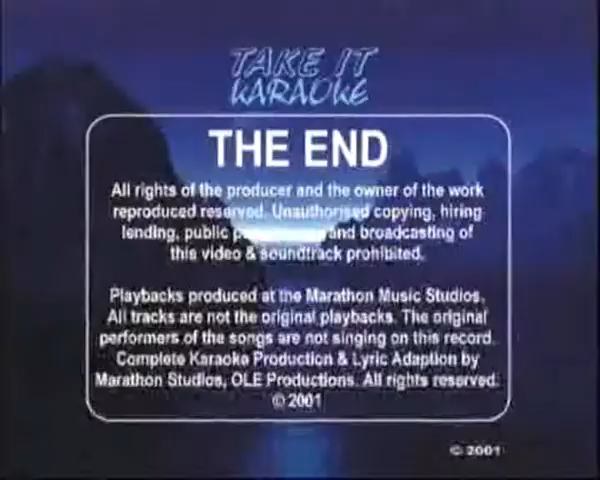 TAKE IT
KARAOKE
THE END
All rights of the producer and the owner of the work
reproduced reserved. Unauthorised copying, hiring
lending, public and broadcasting of
this video & soundtrack prohibited.
Playbacks produced at the Marathon Music Studios.
All tracks are not the original playbacks. The original
performers of the songs are not singing on this record.
Complete Karaoke Production & Lyric Adaption by
Marathon Studios, OLE Productions. All rights reserved.
© 2001
© 2001